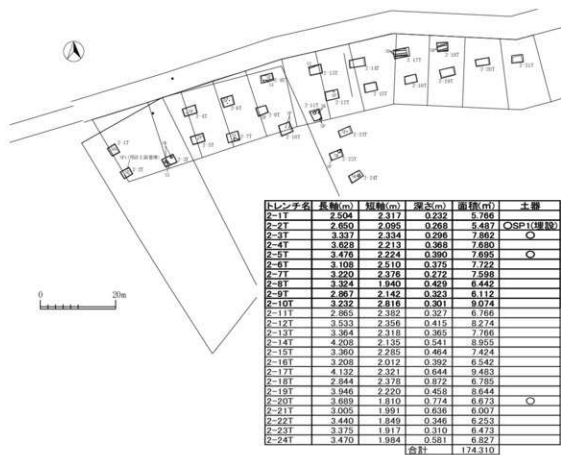 トレンチ名 長軸(m) 短軸(m) 深さ(m) 面積(㎡) 土器
2-1T 2.504 2.317 0.232 5.766
2-2T 2.650 2.095 0.268 5.487 〇SP1(埋設)
2-3T 3.337 2.334 0.296 7.862 〇
2-4T 3.628 2.213 0.368 7.680
2-5T 3.476 2.224 0.390 7.695 〇
2-6T 3.108 2.510 0.375 7.722
2-7T 3.220 2.376 0.272 7.598
2-8T 3.324 1.940 0.429 6.442
2-9T 2.867 2.142 0.323 6.112
2-10T 3.232 2.816 0.301 9.074
2-11T 2.865 2.382 0.327 6.766
2-12T 3.533 2.356 0.415 8.274
2-13T 3.364 2.318 0.365 7.766
2-14T 4.208 2.135 0.541 8.955
2-15T 3.360 2.285 0.464 7.424
2-16T 3.208 2.012 0.392 6.542
2-17T 4.132 2.321 0.644 9.483
2-18T 2.844 2.378 0.872 6.785
2-19T 3.946 2.220 0.458 8.644
2-20T 3.689 1.810 0.774 6.673 〇
2-21T 3.005 1.991 0.636 6.007
2-22T 3.440 1.849 0.346 6.253
2-23T 3.375 1.917 0.310 6.473
2-24T 3.470 1.984 0.581 6.827
合計 174.310
0 20m